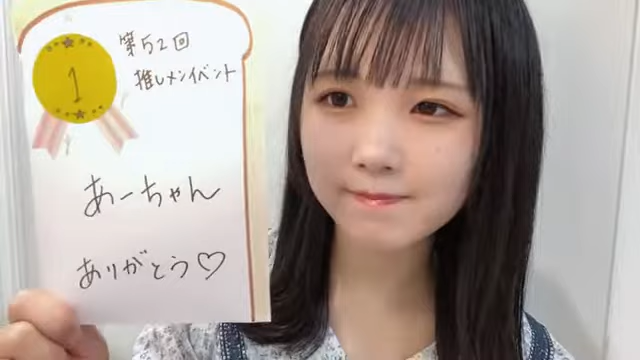 1
第52回
推しメンイベント
あーちゃん
ありがとう♡